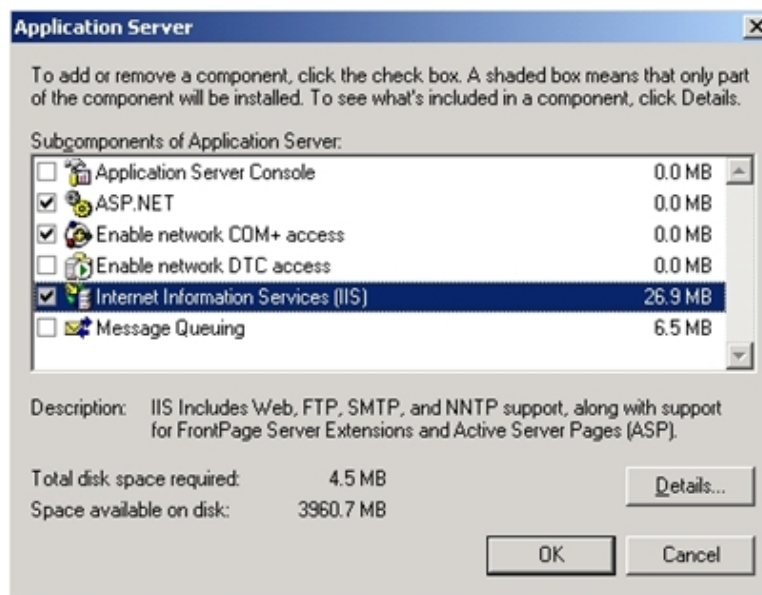 Application Server
To add or remove a component, click the check box. A shaded box means that only part
of the component will be installed. To see what's included in a component, click Details.
Subcomponents of Application Server:
Application Server Console 0.0 MB
ASP.NET 0.0 MB
Enable network COM+ access 0.0 MB
Enable network DTC access 0.0 MB
Internet Information Services (IIS) 26.9 MB
Message Queuing 6.5 MB
Description: IIS Includes Web, FTP, SMTP, and NNTP support, along with support
for FrontPage Server Extensions and Active Server Pages (ASP).
Total disk space required: 4.5 MB
Space available on disk: 3960.7 MB
Details...
OK Cancel